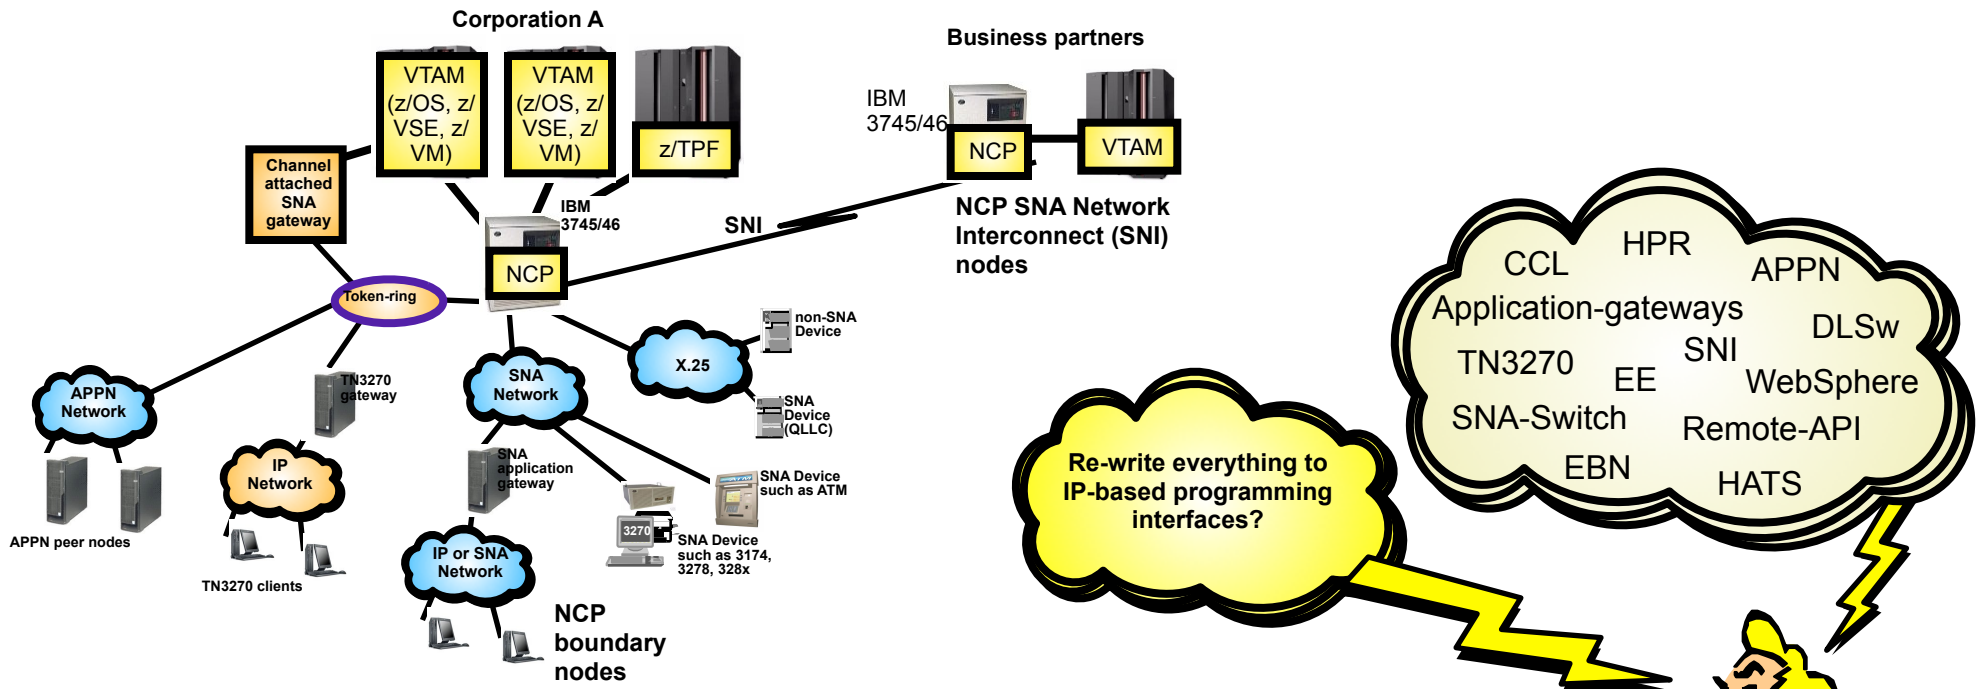 Corporation A
Business partners
VTAM
(z/OS, z/
VSE, z/
VM)
VTAM
(z/OS, z/
VSE, z/
VM)
z/TPF
IBM
3745/46
NCP
VTAM
Channel
attached
SNA
gateway
IBM
3745/46
NCP
SNI
NCP SNA Network
Interconnect (SNI)
nodes
Token-ring
non-SNA
Device
X.25
SNA
Device
(QLLC)
APPN
Network
TN3270
gateway
SNA
Network
IP
Network
SNA
application
gateway
SNA Device
such as ATM
3270
SNA Device
such as 3174,
3278, 328x
APPN peer nodes
TN3270 clients
IP or SNA
Network
NCP
boundary
nodes
Re-write everything to
IP-based programming
interfaces?
CCL
HPR
APPN
Application-gateways
DLSw
TN3270
SNI
EE
WebSphere
SNA-Switch
Remote-API
EBN
HATS